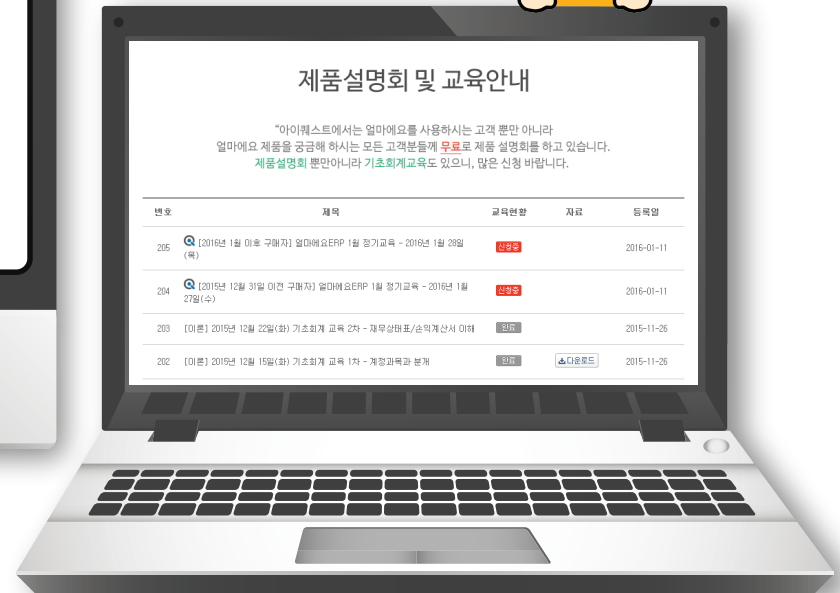 제품설명회 및 교육안내
"아이퀘스트에서는 얼마에요를 사용하시는 고객 뿐만 아니라
얼마에요 제품을 궁금해 하시는 모든 고객분들께 무료로 제품 설명회를 하고 있습니다.
제품설명회 뿐만아니라 기초회계교육도 있으니, 많은 신청 바랍니다.
번호 제목 교육현황 자료 등록일
205 [2016년 1월 이후 구매자] 얼마에요ERP 1월 정기교육 - 2016년 1월 28일 신청중 2016-01-11
(목)
204 [2015년 12월 31일 이전 구매자] 얼마에요ERP 1월 정기교육 - 2016년 1월 신청중 2016-01-11
27일(수)
203 [이론] 2015년 12월 22일(화) 기초회계 교육 2차 - 재무상태표/손익계산서 이해 완료 2015-11-26
202 [이론] 2015년 12월 15일(화) 기초회계 교육 1차 - 계정과목과 분개 완료 다운로드 2015-11-26